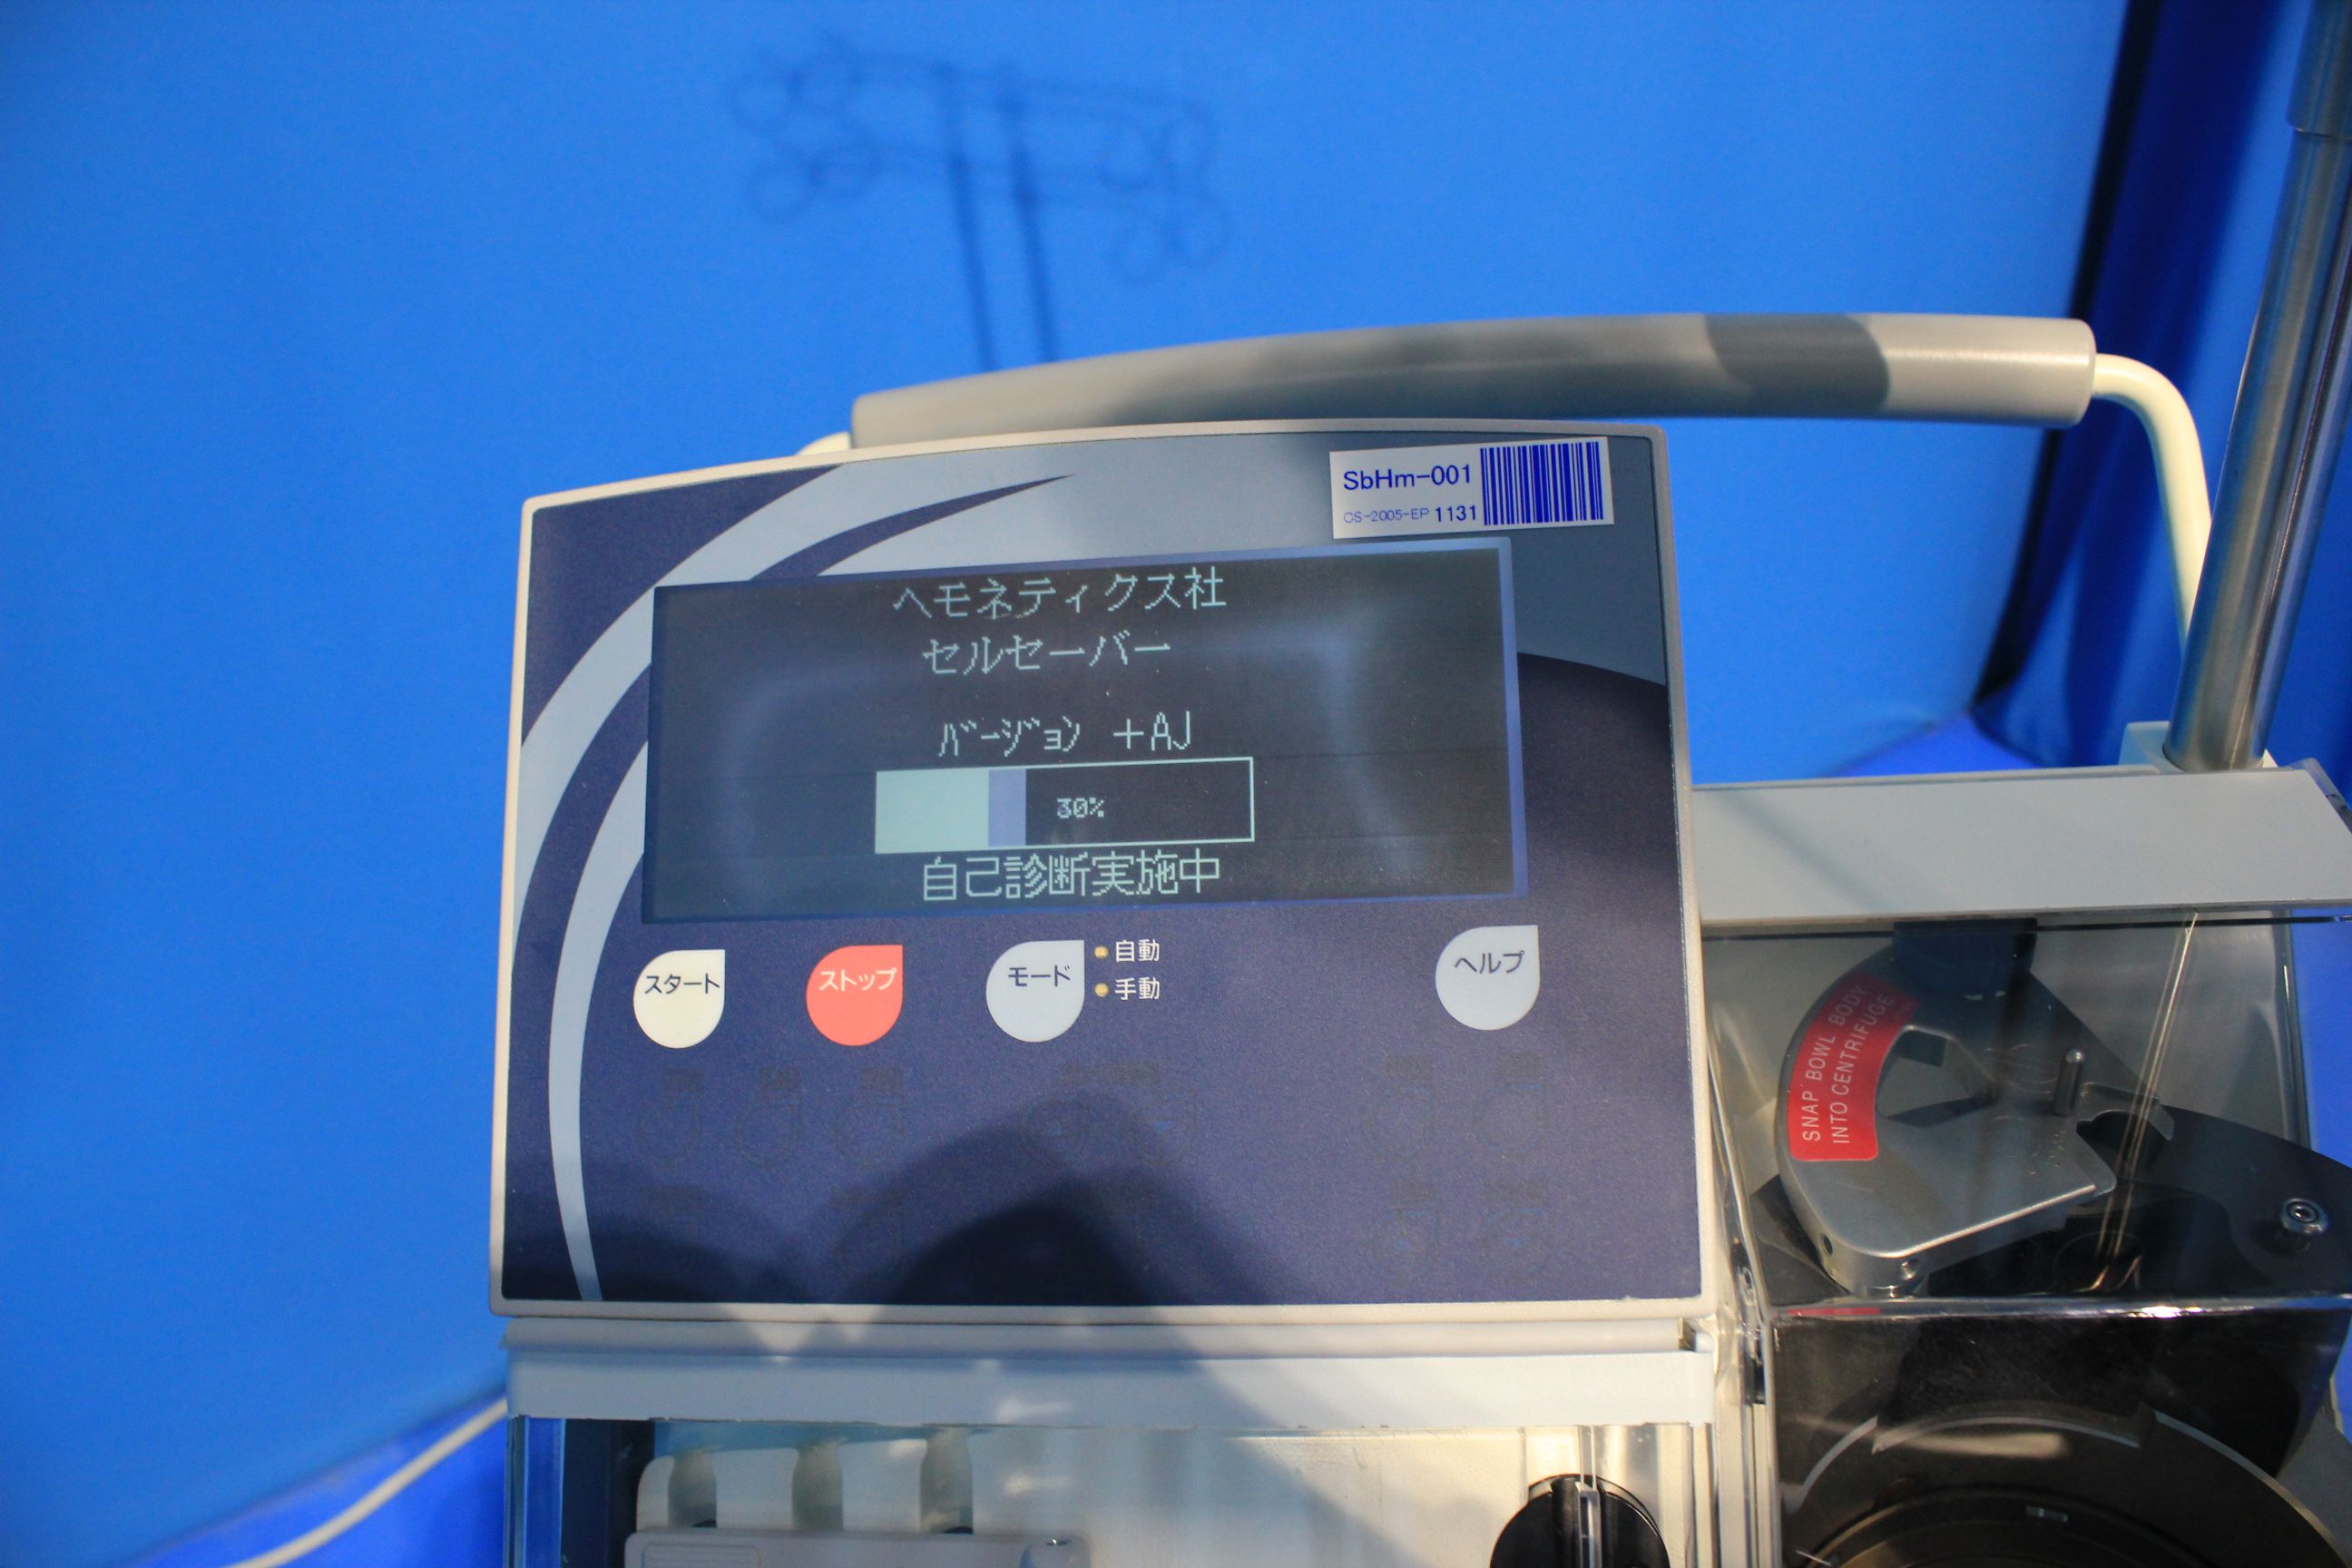 SbHm-001
CS-2005-EP 1131
ヘモネティクス社
セルセーバー
バージョン +AJ
30%
自己診断実施中
スタート
ストップ
モード
自動
手動
ヘルプ
SNAP BOWL BODY
INTO CENTRIFUGE